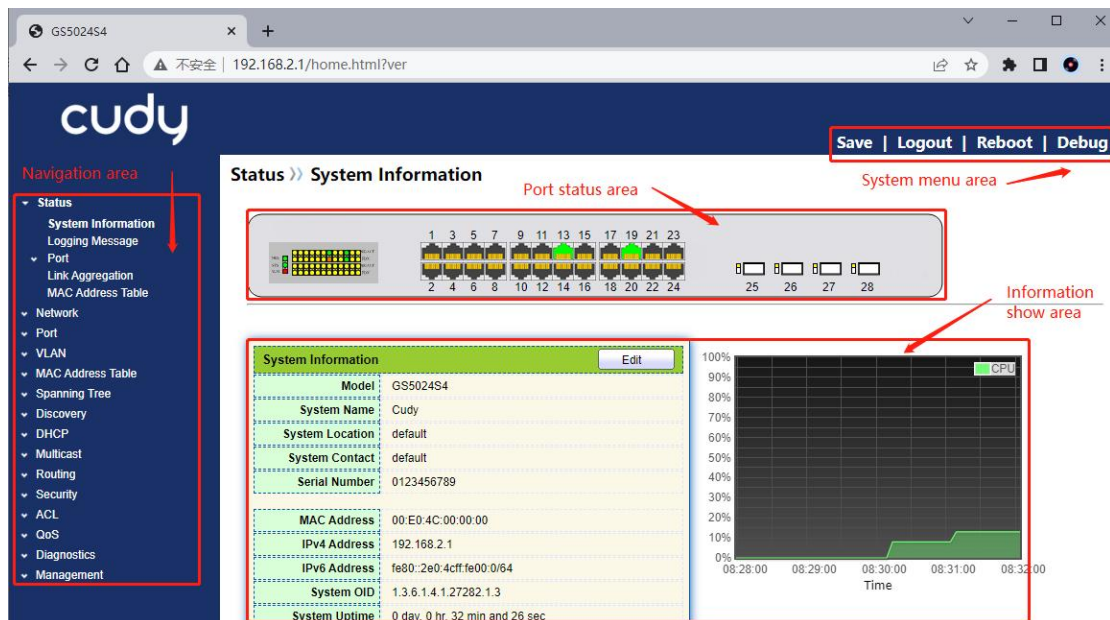 GS5024S4
不安全 | 192.168.2.1/home.html?ver
cudy
Save | Logout | Reboot | Debug
Navigation area
System menu area
Status
System Information
Logging Message
Port
Link Aggregation
MAC Address Table
Network
Port
VLAN
MAC Address Table
Spanning Tree
Discovery
DHCP
Multicast
Routing
Security
ACL
QoS
Diagnostics
Management
Status 》 System Information
Port status area
1 3 5 7 9 11 13 15 17 19 21 23
2 4 6 8 10 12 14 16 18 20 22 24
25 26 27 28
Information
show area
System Information Edit
Model GS5024S4
System Name Cudy
System Location default
System Contact default
Serial Number 0123456789
MAC Address 00:E0:4C:00:00:00
IPv4 Address 192.168.2.1
IPv6 Address fe80::2e0:4cff:fe00:0/64
System OID 1.3.6.1.4.1.27282.1.3
System Uptime 0 day, 0 hr, 32 min and 26 sec
CPU
100%
90%
80%
70%
60%
50%
40%
30%
20%
10%
0%
08:28:00 08:29:00 08:30:00 08:31:00 08:32:00
Time